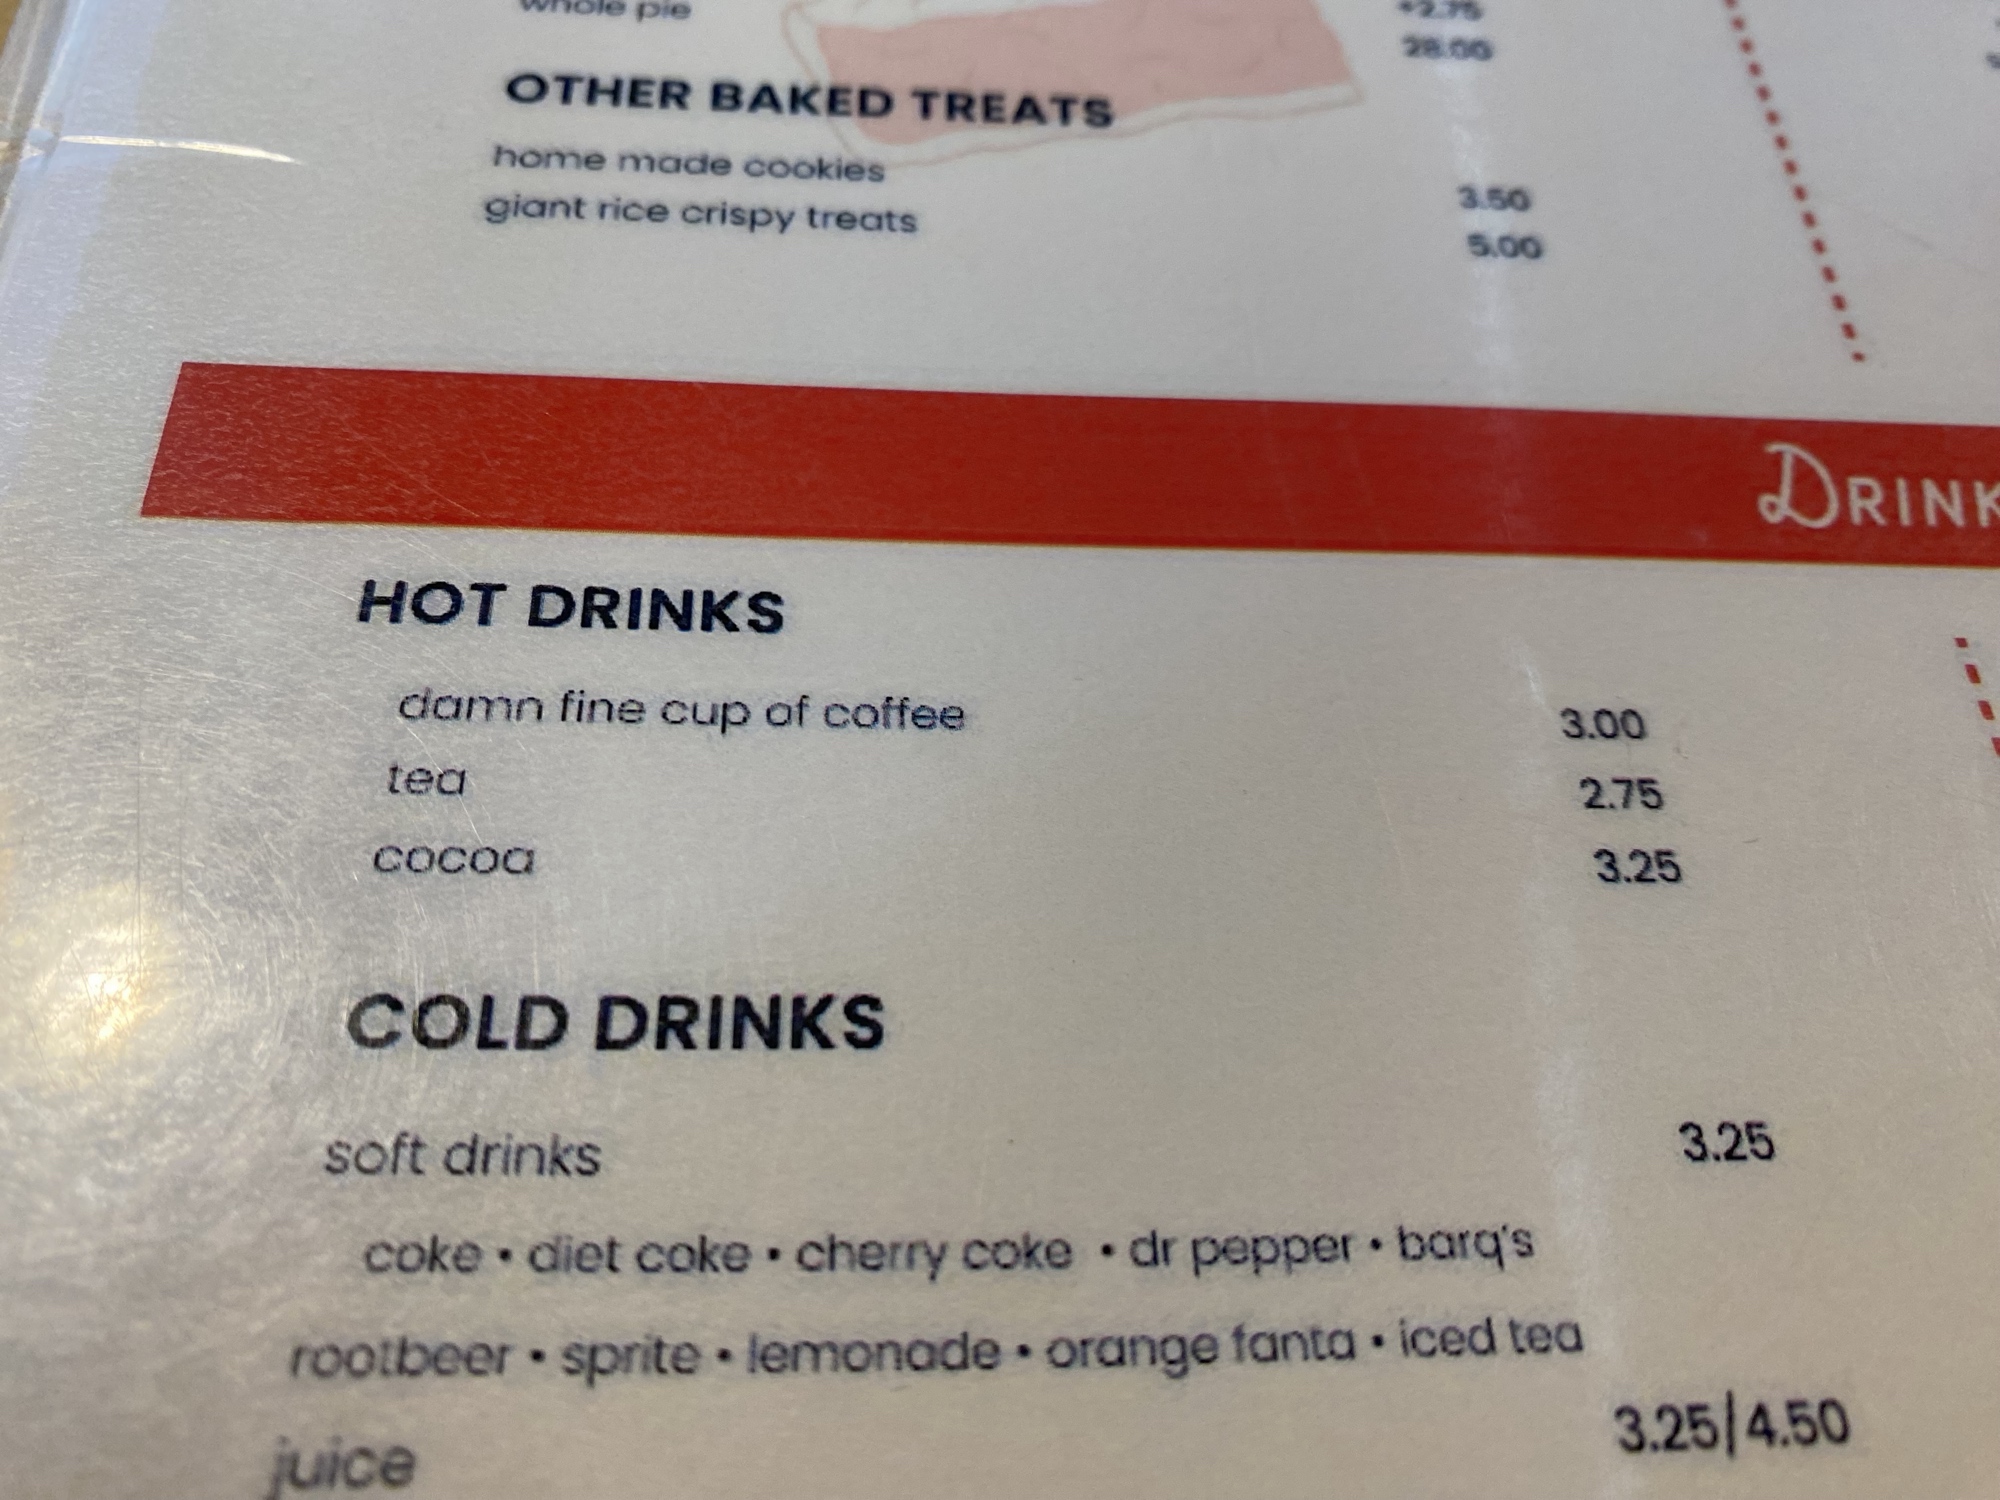 whole pie
+2.75
28.00
OTHER BAKED TREATS
home made cookies 3.50
giant rice crispy treats 5.00
DRINK
HOT DRINKS
damn fine cup of coffee 3.00
tea 2.75
cocoa 3.25
COLD DRINKS
soft drinks 3.25
coke • diet coke • cherry coke • dr pepper • barq's
rootbeer • sprite • lemonade • orange fanta • iced tea
juice 3.25|4.50